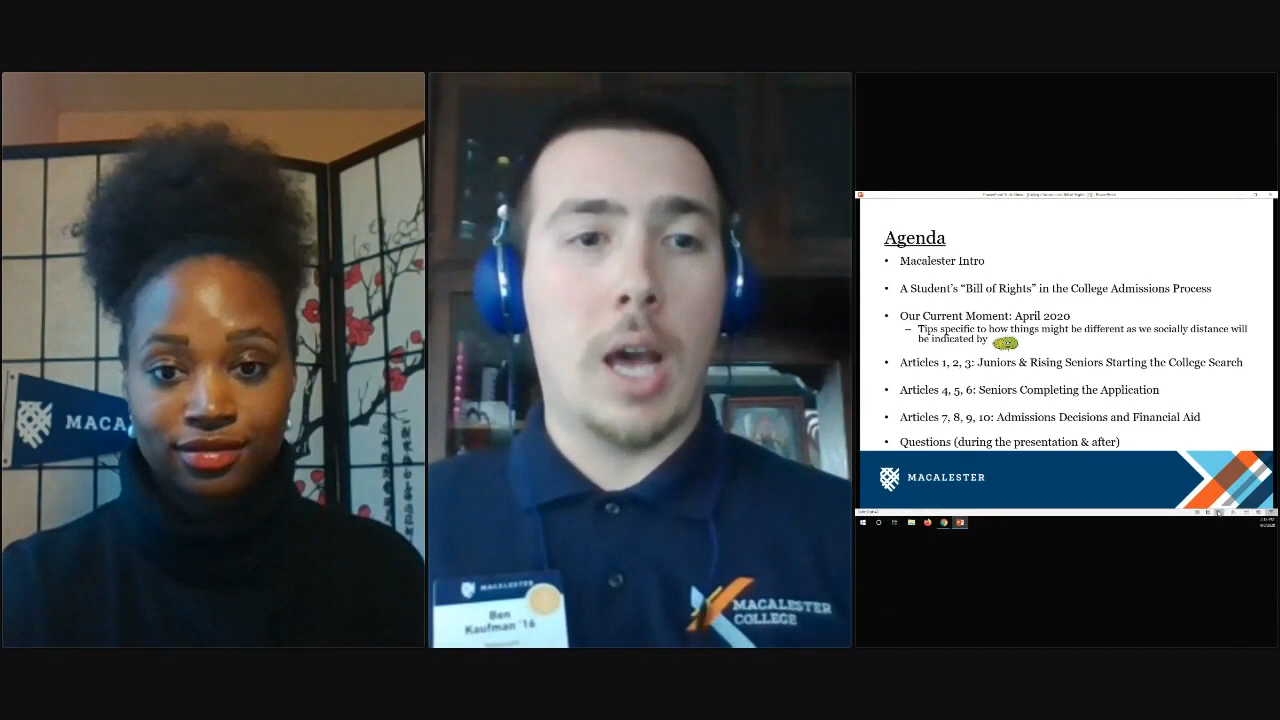 MACA
MACALESTER
Ben
Kaufman '16
MACALESTER
COLLEGE
Agenda
• Macalester Intro
• A Student's “Bill of Rights” in the College Admissions Process
• Our Current Moment: April 2020
– Tips specific to how things might be different as we socially distance will
be indicated by
• Articles 1, 2, 3: Juniors & Rising Seniors Starting the College Search
• Articles 4, 5, 6: Seniors Completing the Application
• Articles 7, 8, 9, 10: Admissions Decisions and Financial Aid
• Questions (during the presentation & after)
MACALESTER